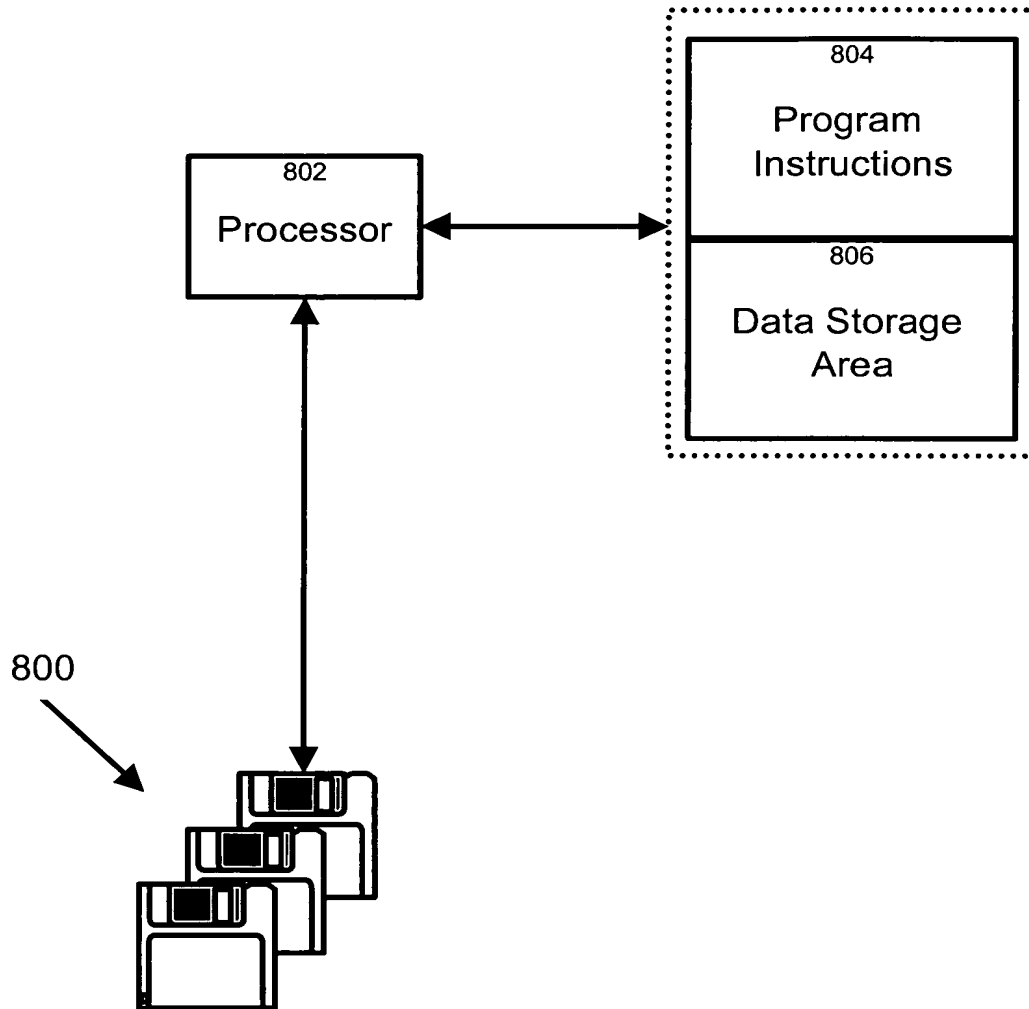 804
Program
Instructions
802
Processor
806
Data Storage
Area
800